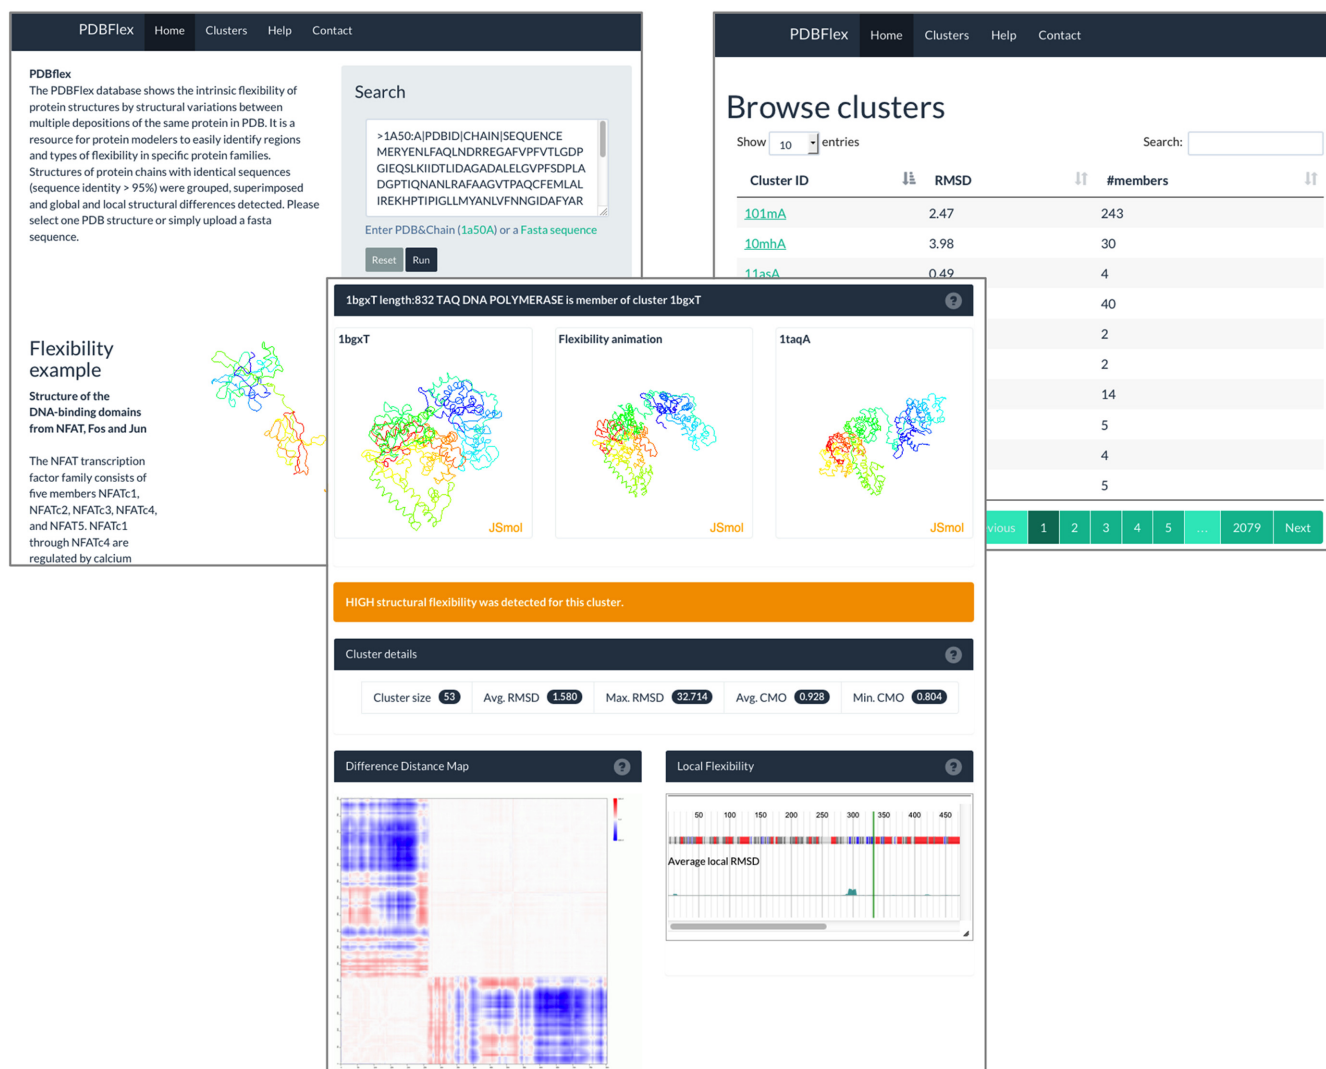 PDBFlex Home Clusters Help Contact
PDBflex
The PDBFlex database shows the intrinsic flexibility of
protein structures by structural variations between
multiple depositions of the same protein in PDB. It is a
resource for protein modelers to easily identify regions
and types of flexibility in specific protein families.
Structures of protein chains with identical sequences
(sequence identity > 95%) were grouped, superimposed
and global and local structural differences detected. Please
select one PDB structure or simply upload a fasta
sequence.
Search
>1A50:A|PDBID|CHAIN|SEQUENCE
MERYENLFAQLNDRREGAFVPFVTLGDP
GIEQSLKIIDTLIDAGADALELGVPFSDPLA
DGPTIQNANLRAFAAGVTPAQCFEMLAL
IREKHPTIPIGLLMYANLVFNNGIDAFYAR
Enter PDB&Chain (1a50A) or a Fasta sequence
Reset Run
Flexibility
example
Structure of the
DNA-binding domains
from NFAT, Fos and Jun
The NFAT transcription
factor family consists of
five members NFATc1,
NFATc2, NFATc3, NFATc4,
and NFAT5. NFATc1
through NFATc4 are
regulated by calcium
PDBFlex Home Clusters Help Contact
Browse clusters
Show 10 entries Search:
Cluster ID RMSD #members
101mA 2.47 243
10mhA 3.98 30
11asA 0.49 4
40
2
2
14
5
4
5
vious 1 2 3 4 5 ... 2079 Next
1bgxT length:832 TAQ DNA POLYMERASE is member of cluster 1bgxT ?
1bgxT Flexibility animation 1taqA
JSmol JSmol JSmol
HIGH structural flexibility was detected for this cluster.
Cluster details ?
Cluster size 53 Avg. RMSD 1.580 Max. RMSD 32.714 Avg. CMO 0.928 Min. CMO 0.804
Difference Distance Map ?
Local Flexibility ?
50 100 150 200 250 300 350 400 450
Average local RMSD